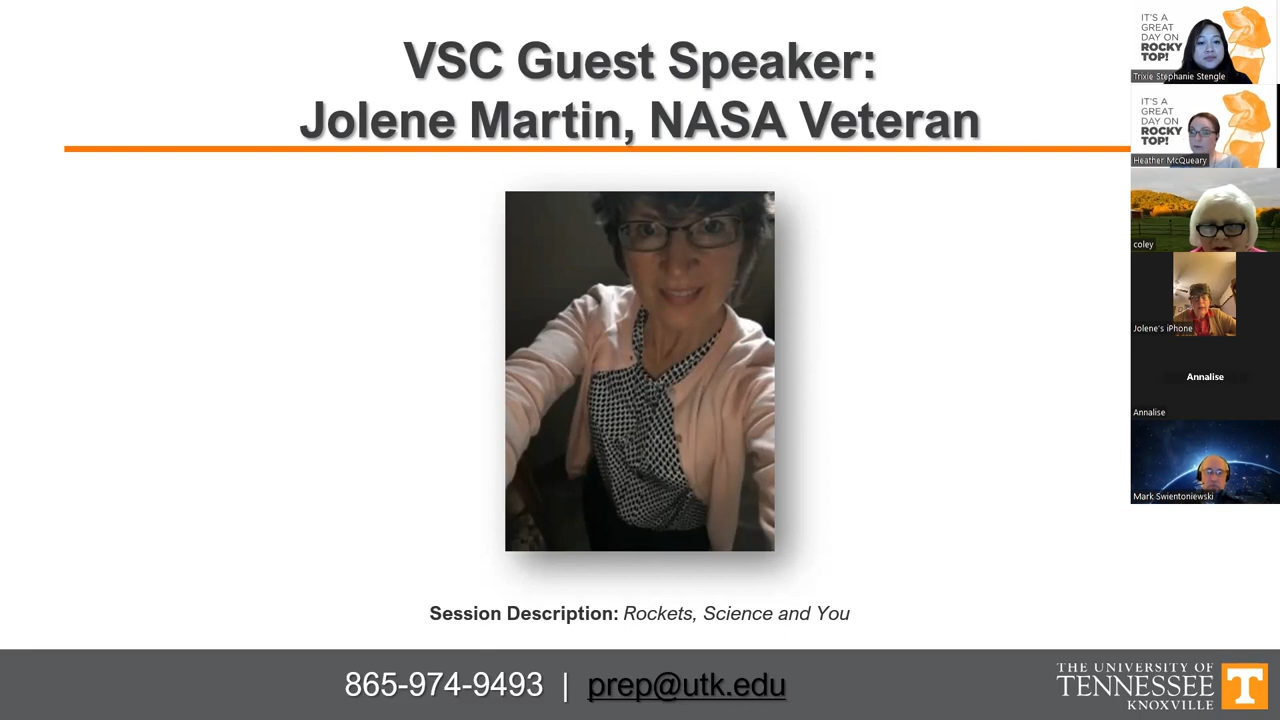 VSC Guest Speaker:
Jolene Martin, NASA Veteran
Session Description: Rockets, Science and You
865-974-9493 | prep@utk.edu
THE UNIVERSITY OF
TENNESSEE
KNOXVILLE
T
IT'S A
GREAT
DAY ON
ROCKY
TOP!
Trixie Stephanie Stengle
IT'S A
GREAT
DAY ON
ROCKY
TOP!
Heather McQueary
coley
Jolene's iPhone
Annalise
Annalise
Mark Swientoniewski